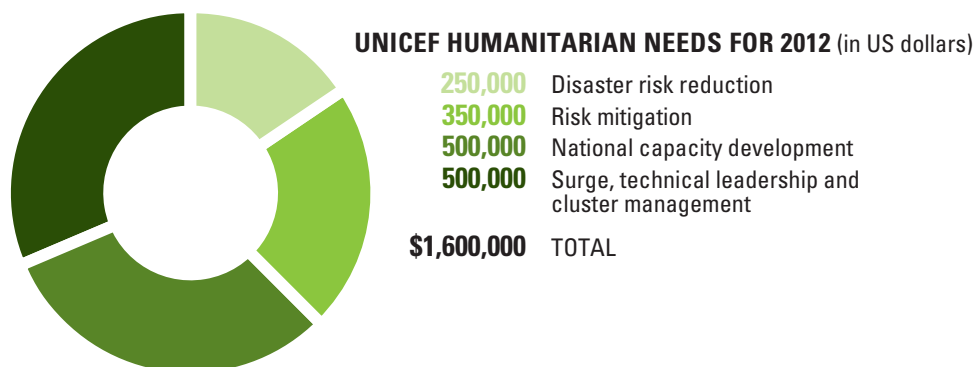 UNICEF HUMANITARIAN NEEDS FOR 2012 (in US dollars)
250,000 Disaster risk reduction
350,000 Risk mitigation
500,000 National capacity development
500,000 Surge, technical leadership and
cluster management
$1,600,000 TOTAL